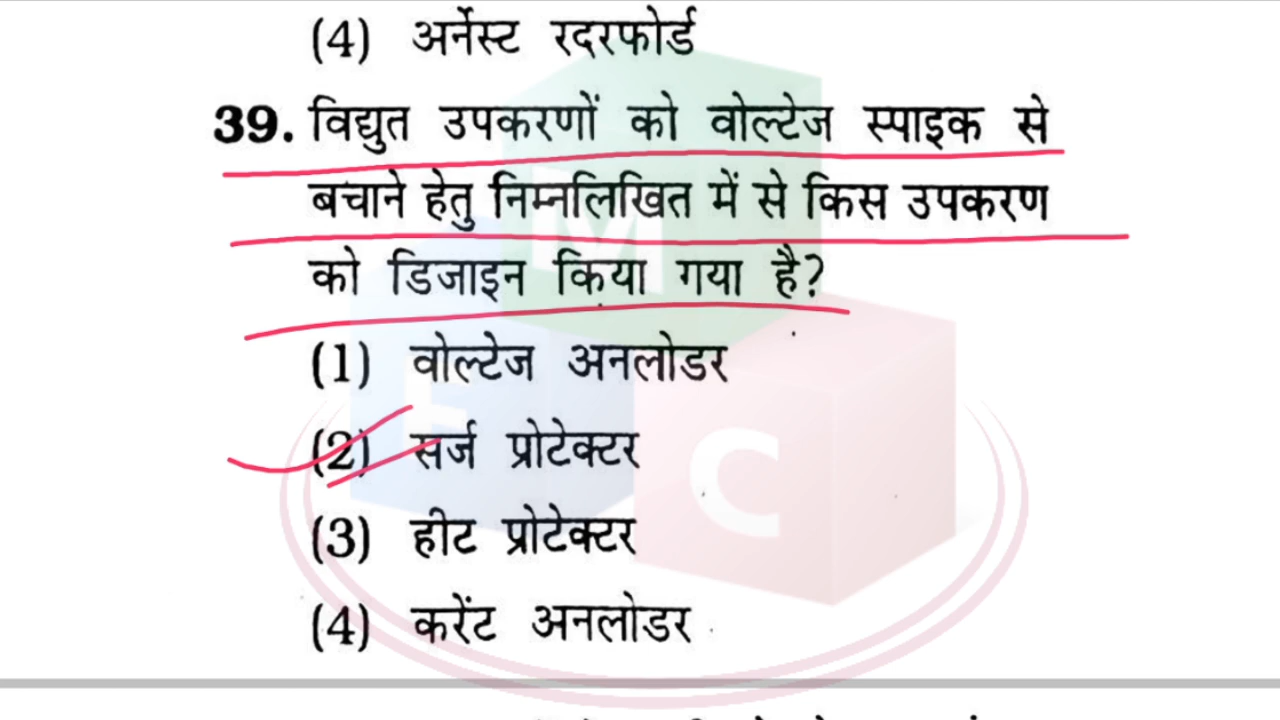 (4) अर्नेस्ट रदरफोर्ड
39. विद्युत उपकरणों को वोल्टेज स्पाइक से
बचाने हेतु निम्नलिखित में से किस उपकरण
को डिजाइन किया गया है?
(1) वोल्टेज अनलोडर
(2) सर्ज प्रोटेक्टर
(3) हीट प्रोटेक्टर
(4) करेंट अनलोडर
M
E
C